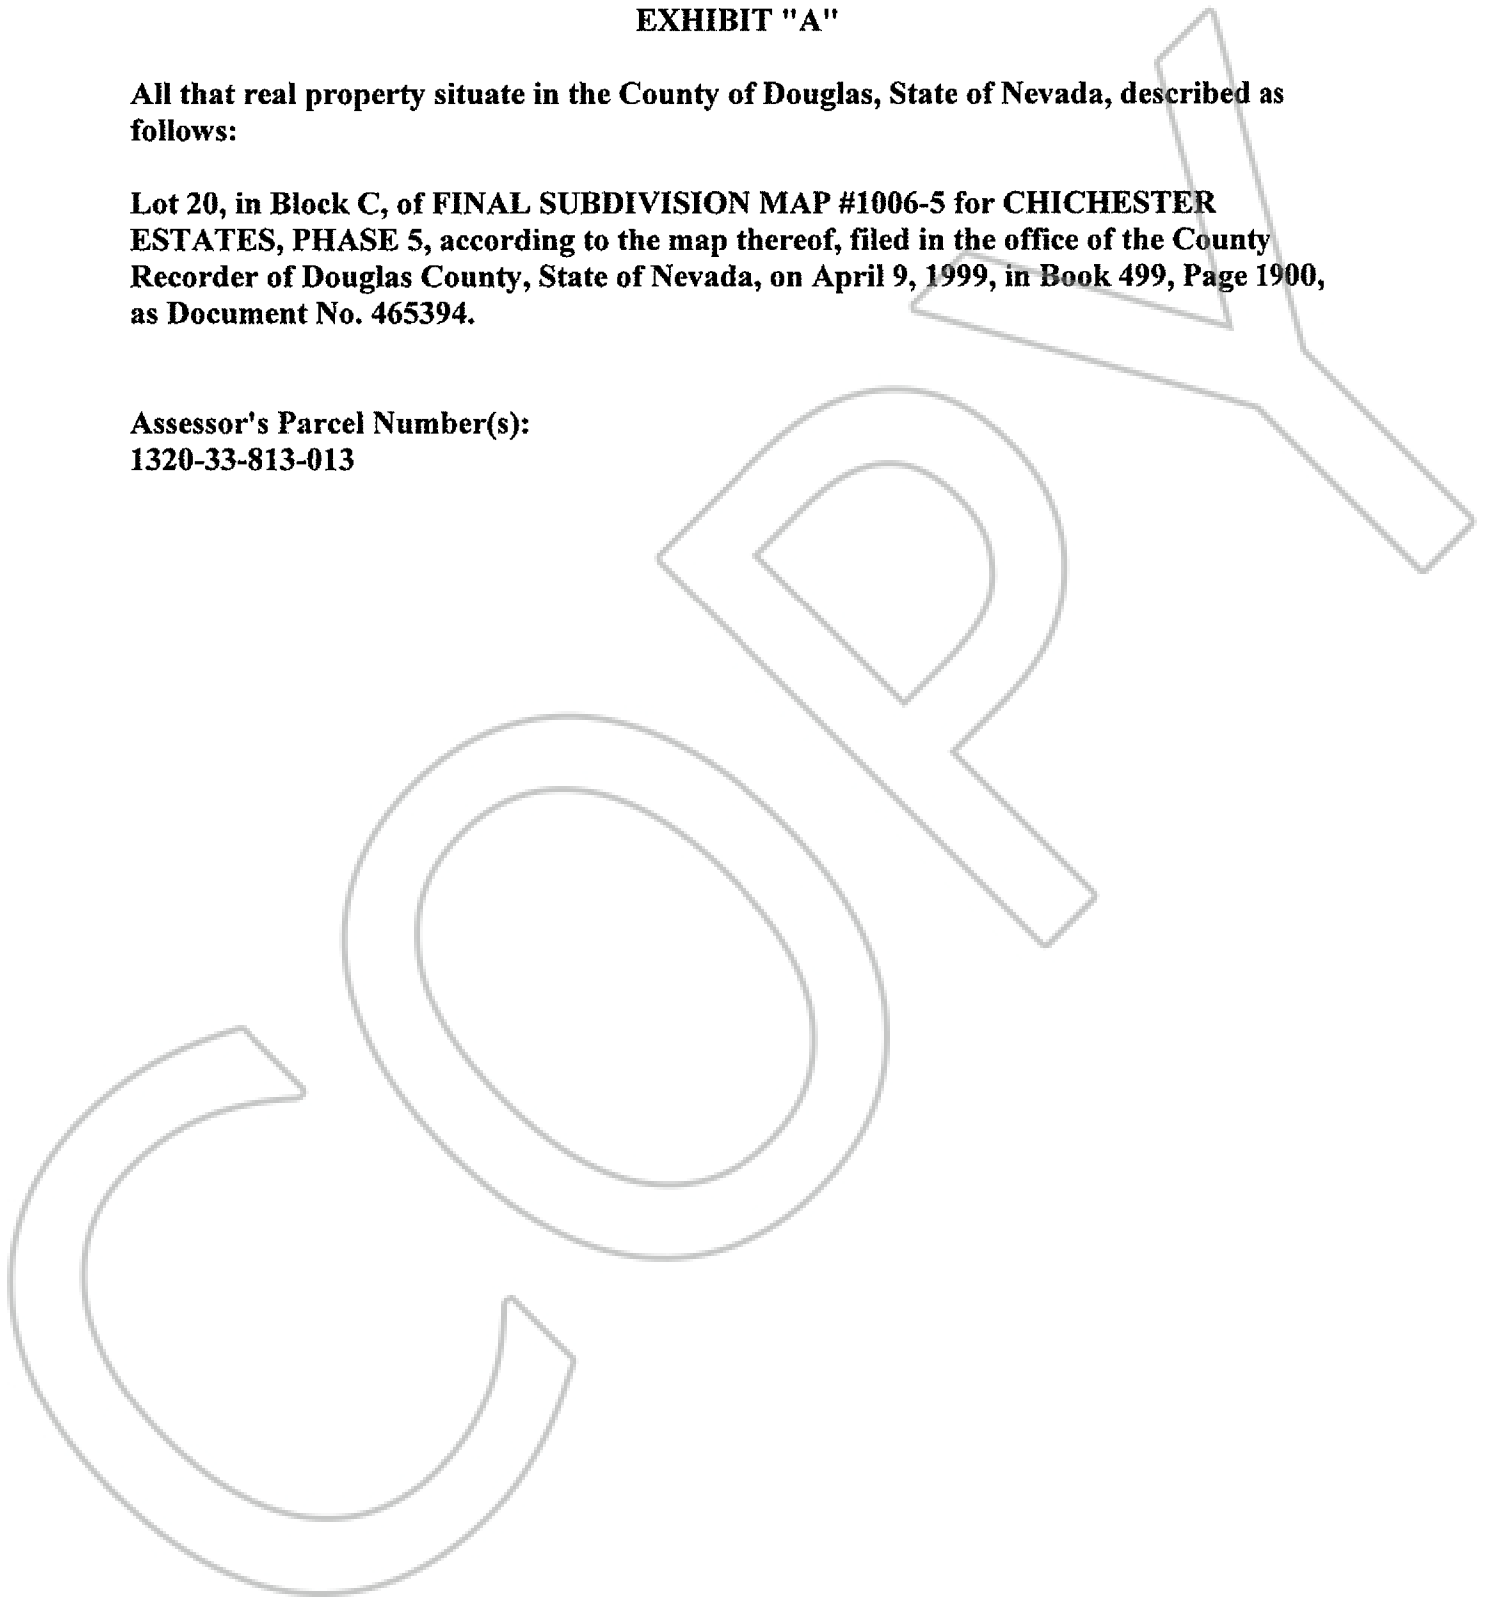 EXHIBIT "A"
All that real property situate in the County of Douglas, State of Nevada, described as
follows:
Lot 20, in Block C, of FINAL SUBDIVISION MAP #1006-5 for CHICHESTER
ESTATES, PHASE 5, according to the map thereof, filed in the office of the County
Recorder of Douglas County, State of Nevada, on April 9, 1999, in Book 499, Page 1900,
as Document No. 465394.
Assessor's Parcel Number(s):
1320-33-813-013
COPY